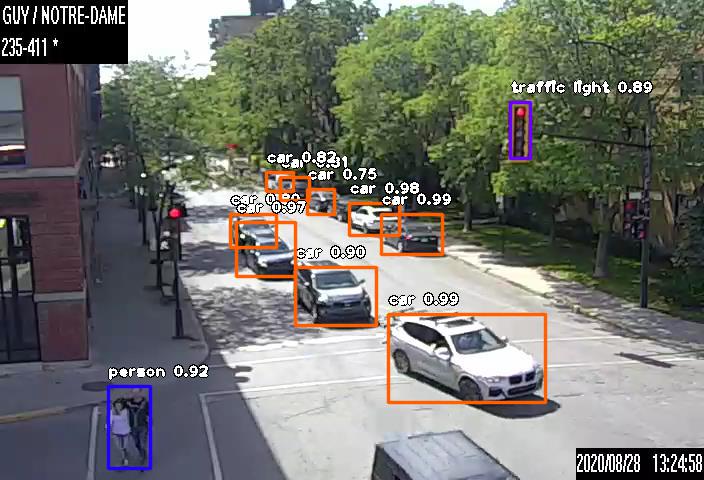 GUY / NOTRE-DAME
235-411 *
traffic light 0.89
car 0.82
car 0.75
car 0.98
car 0.99
car 0.97
car 0.90
car 0.99
person 0.92
2020/08/28 13:24:58